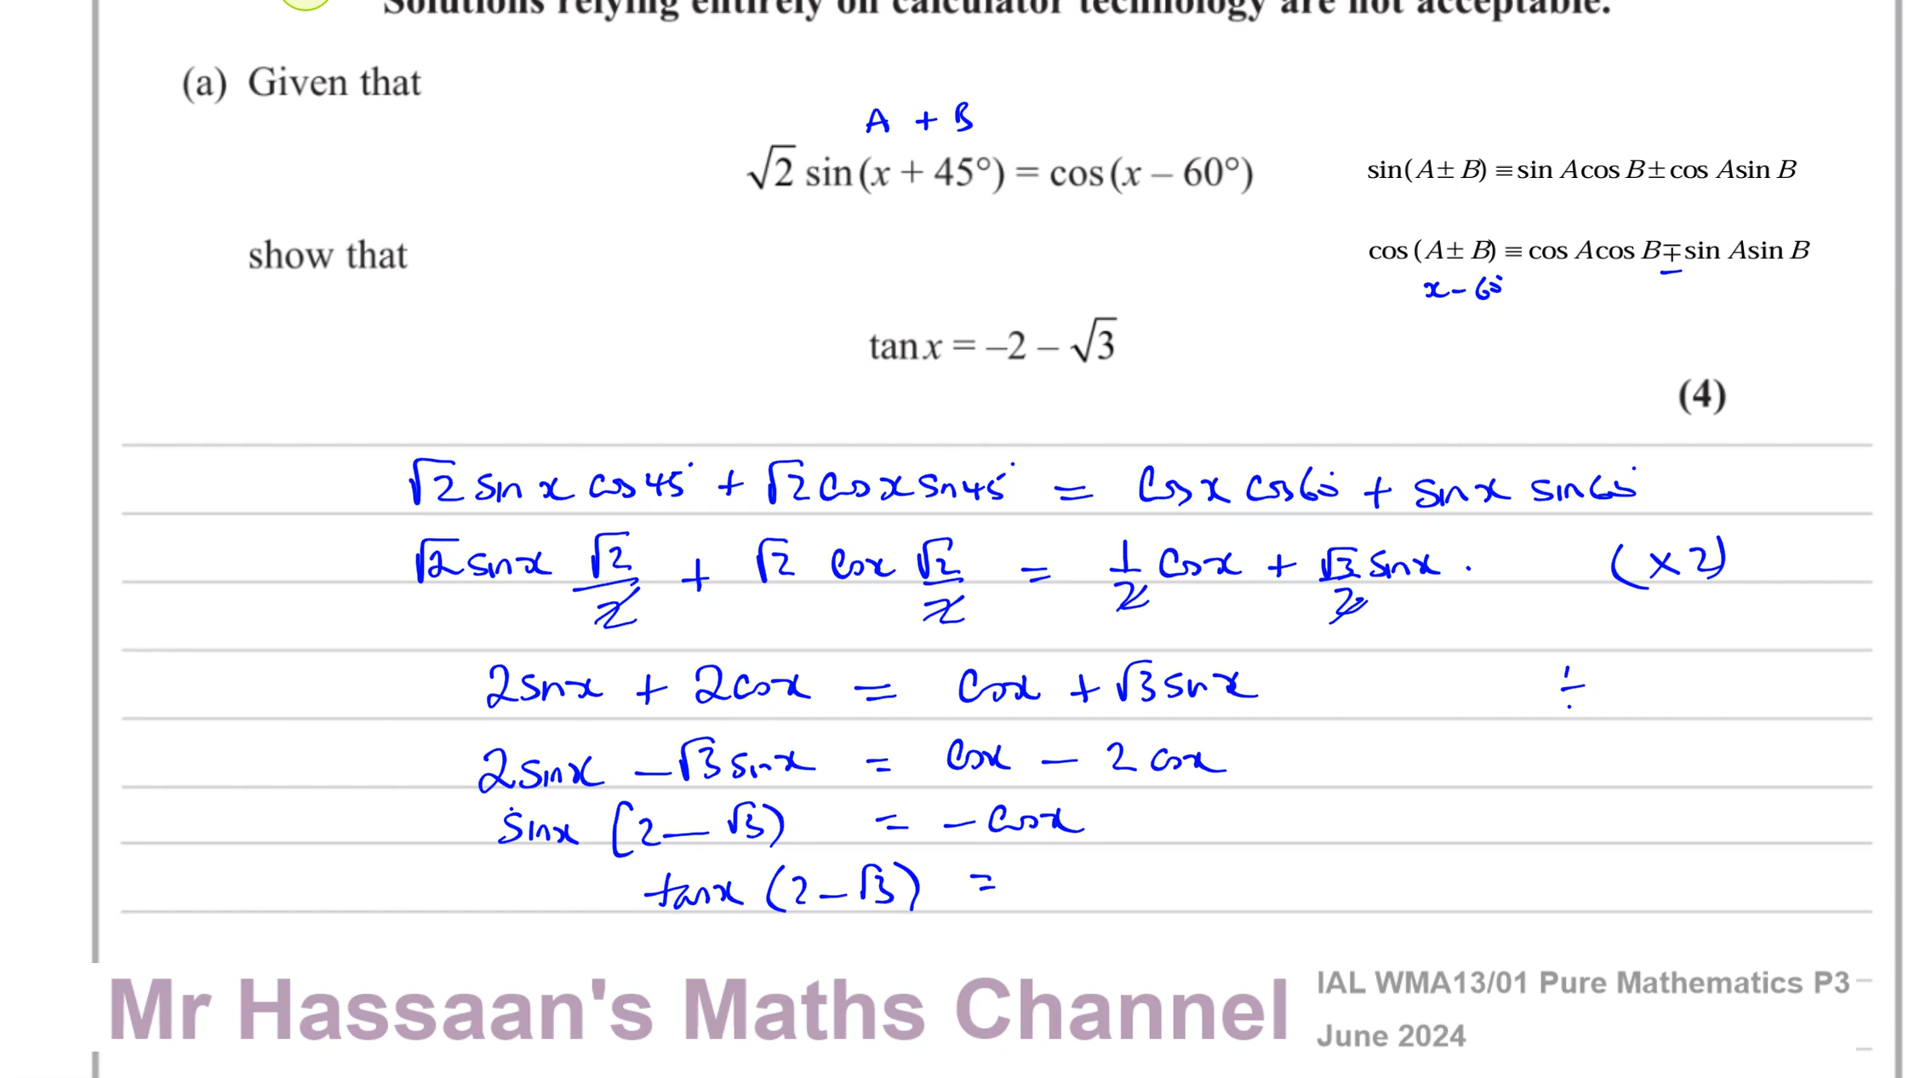 Solutions relying entirely on calculator technology are not acceptable.
(a) Given that
A + B
√2 sin(x + 45°) = cos(x – 60°)
sin(A± B) ≡ sin Acos B± cos Asin B
show that
cos(A± B) ≡ cos Acos B∓ sin Asin B
x – 60°
tan x = –2 – √3
(4)
√2 sin x cos 45° + √2 cos x sin 45° = cos x cos 60° + sin x sin 60°
√2 sin x √2/2 + √2 cos x √2/2 = 1/2 cos x + √3/2 sin x . (×2)
2 sin x + 2 cos x = cos x + √3 sin x ÷
2 sin x – √3 sin x = cos x – 2 cos x
sin x (2 – √3) = – cos x
tan x (2 – √3) =
Mr Hassaan's Maths Channel
IAL WMA13/01 Pure Mathematics P3
June 2024